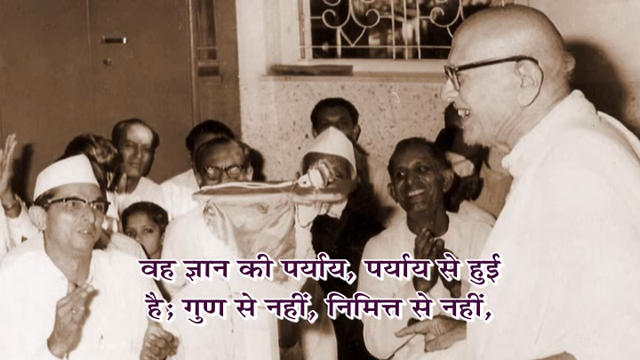 वह ज्ञान की पर्याय, पर्याय से हुई
है; गुण से नहीं, निमित्त से नहीं,